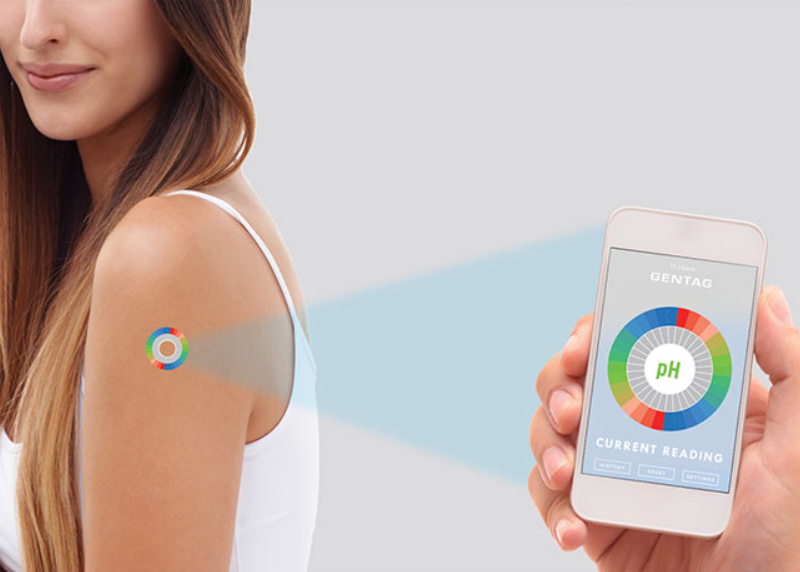 GENTAG
pH
CURRENT READING
HISTORY RESET SETTINGS